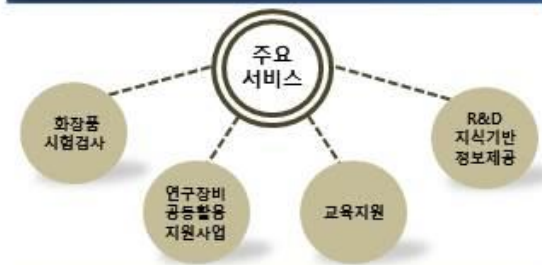 주요
서비스
화장품
시험검사
연구장비
공동활용
지원사업
교육지원
R&D
지식기반
정보제공